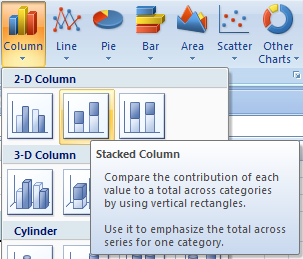 Column
Line
Pie
Bar
Area
Scatter
Other
Charts
2-D Column
3-D Column
Stacked Column
Compare the contribution of each
value to a total across categories
by using vertical rectangles.
Use it to emphasize the total across
series for one category.
Cylinder